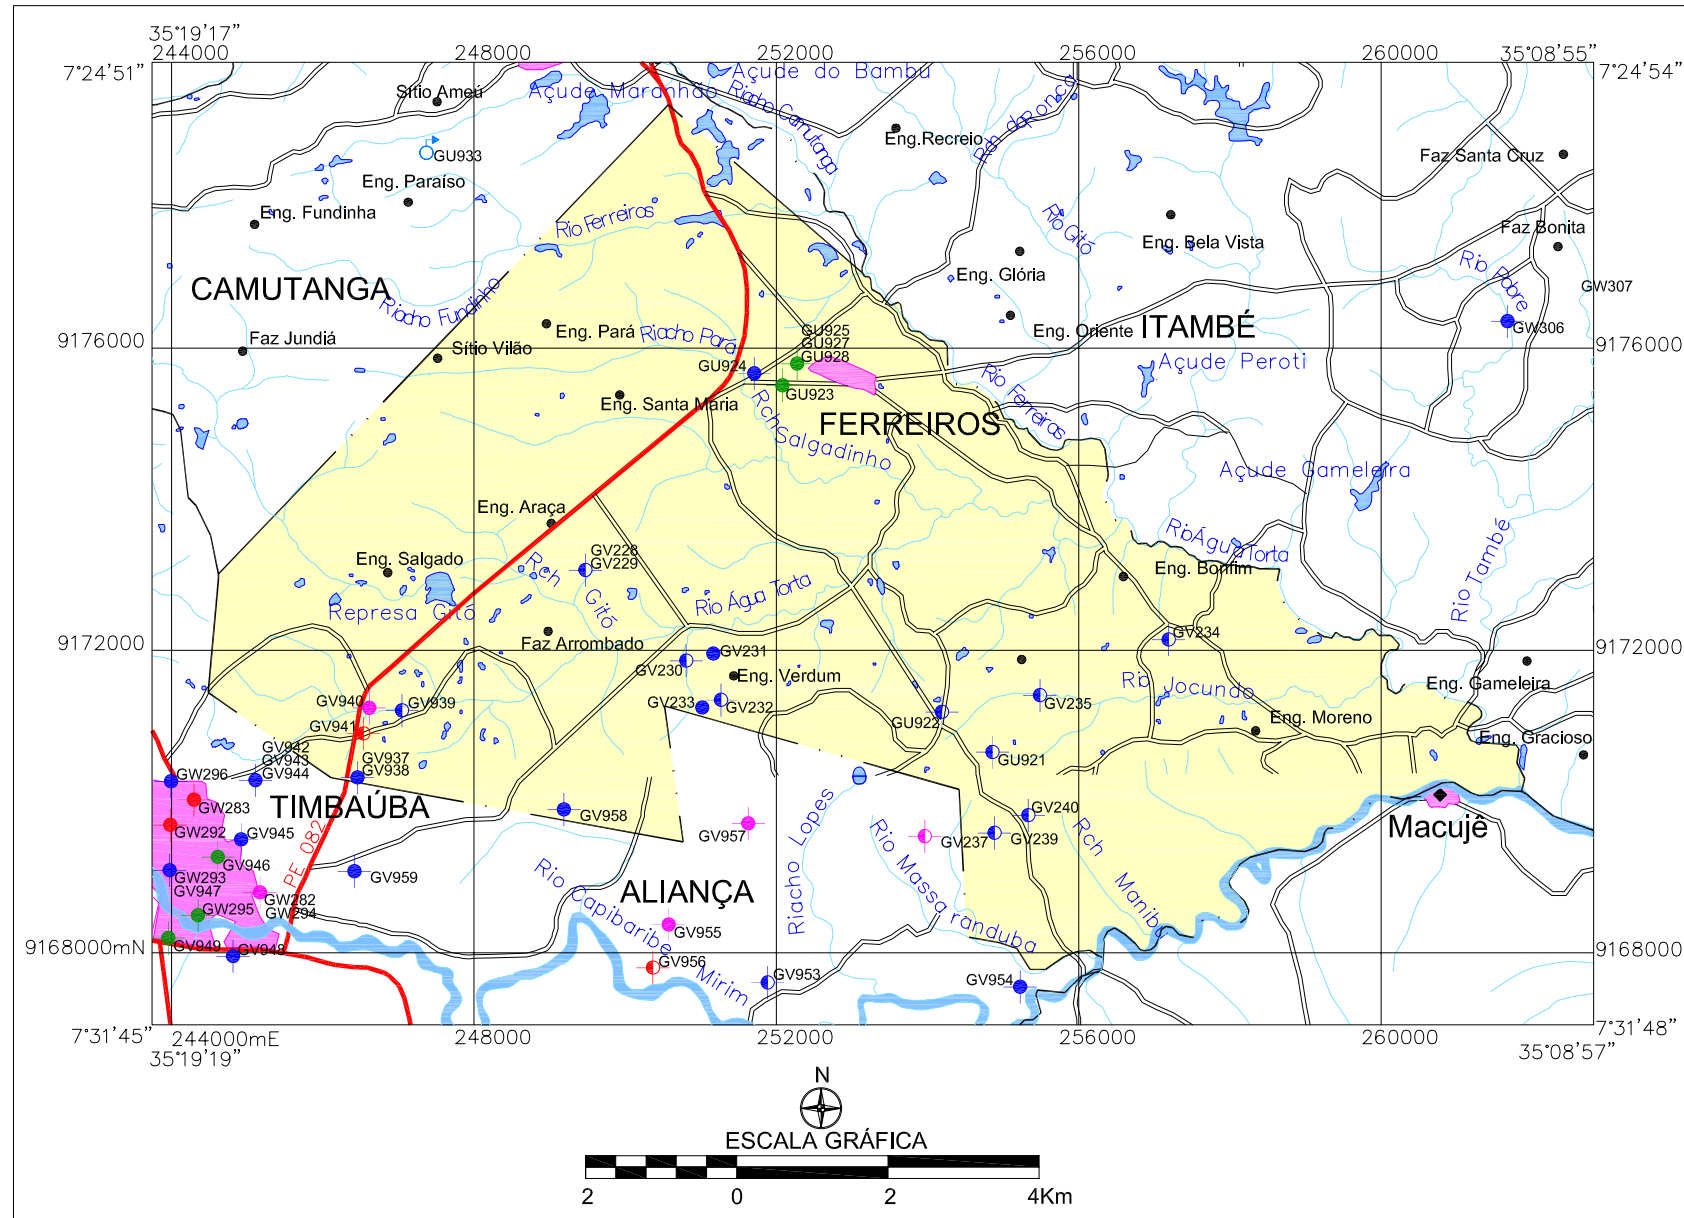 35°19'17"
244000
248000
252000
256000
260000
35°08'55"
7°24'51"
7°24'54"
Açude do Bambu
Sítio Ameú
Açude Maranhão
Riacho Camutanga
Eng.Recreio
GU933
Faz Santa Cruz
Eng. Paraíso
Eng. Fundinha
Rio Ferreiros
Rio Gitó
Eng. Bela Vista
Faz Bonita
Eng. Glória
Rio Pobre
CAMUTANGA
Riacho Fundinho
GW307
Faz Jundiá
Eng. Pará
Riacho Pará
GU925
GU927
GU928
Eng. Oriente
ITAMBÉ
GW306
9176000
Sítio Vilão
GU924
Açude Peroti
9176000
Rio Ferreiros
GU923
Eng. Santa Maria
Rch Salgadinho
FERREIROS
Açude Gameleira
Eng. Araça
Rio Água Torta
Rio També
Eng. Salgado
GV228
GV229
Rch Gitó
Eng. Bonfim
Represa Gitó
Rio Água Torta
GV234
9172000
Faz Arrombado
GV231
9172000
GV230
Eng. Verdum
Rb Jocundo
Eng. Gameleira
GV940
GV939
GV233
GV232
GV235
GU922
Eng. Moreno
GV941
Eng. Gracioso
GV942
GV943
GV944
GV937
GV938
GU921
GW296
GW283
TIMBAÚBA
GV958
GV957
GV240
GW292
GV945
PE 082
GV237
GV239
Macujê
GV946
GW293
GV959
Rio Capibaribe Mirim
Riacho Lopes
Rio Massaranduba
Rch Maniba
GV947
GW282
GW294
ALIANÇA
GW295
GV955
GV949
GV948
9168000mN
9168000
GV956
GV953
GV954
7°31'45"
244000mE
248000
252000
256000
260000
7°31'48"
35°19'19"
35°08'57"
N
ESCALA GRÁFICA
2 0 2 4Km